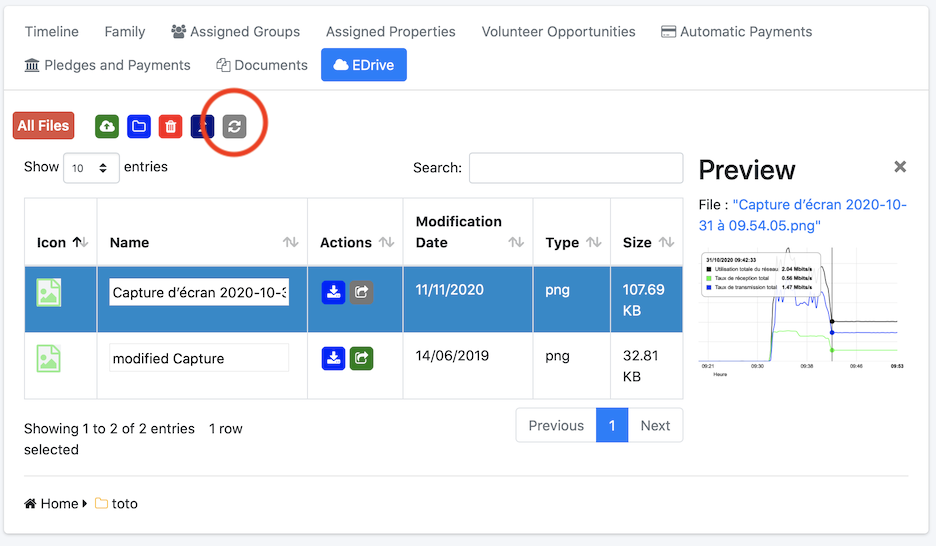 Timeline Family Assigned Groups Assigned Properties Volunteer Opportunities Automatic Payments
Pledges and Payments Documents EDrive
All Files
Show 10 entries Search:
Preview
File : "Capture d'écran 2020-10-
31 à 09.54.05.png"
Icon Name Actions Modification Date Type Size
Capture d'écran 2020-10-3 11/11/2020 png 107.69 KB
modified Capture 14/06/2019 png 32.81 KB
31/10/2020 09:42:33
Utilisation totale du réseau 2.04 Mbits/s
Taux de réception total 0.56 Mbits/s
Taux de transmission total 1.47 Mbits/s
09:21 09:30 09:38 09:46 09:53
Heure
Showing 1 to 2 of 2 entries 1 row
selected
Previous 1 Next
Home toto